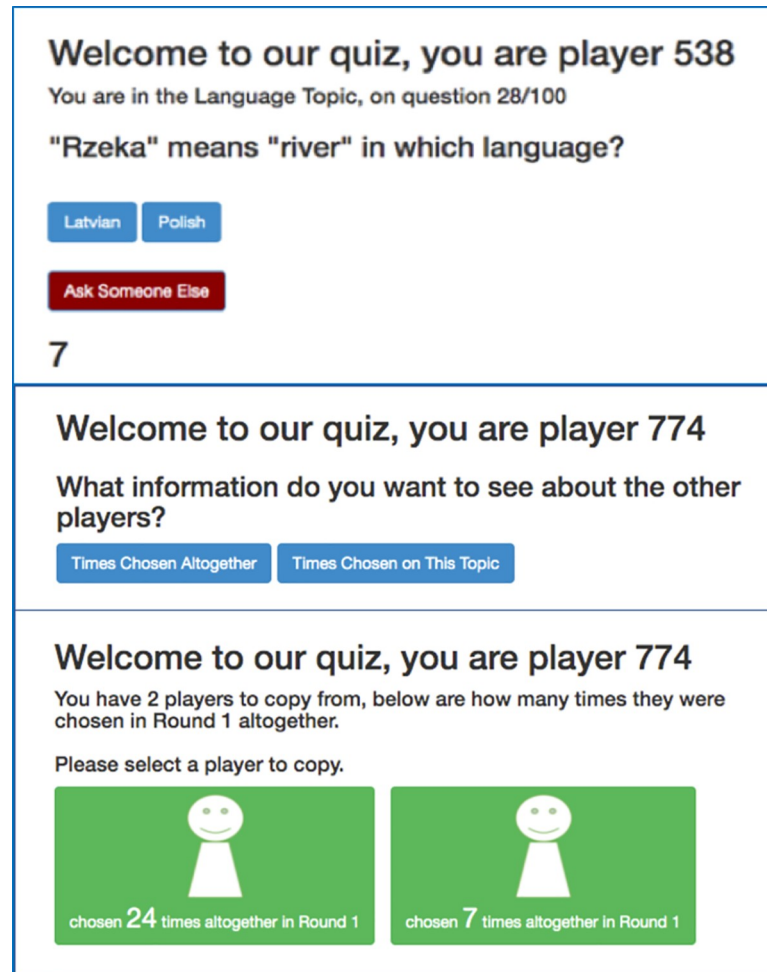 Welcome to our quiz, you are player 538
You are in the Language Topic, on question 28/100
"Rzeka" means "river" in which language?
Latvian Polish
Ask Someone Else
7
Welcome to our quiz, you are player 774
What information do you want to see about the other
players?
Times Chosen Altogether Times Chosen on This Topic
Welcome to our quiz, you are player 774
You have 2 players to copy from, below are how many times they were
chosen in Round 1 altogether.
Please select a player to copy.
chosen 24 times altogether in Round 1 chosen 7 times altogether in Round 1